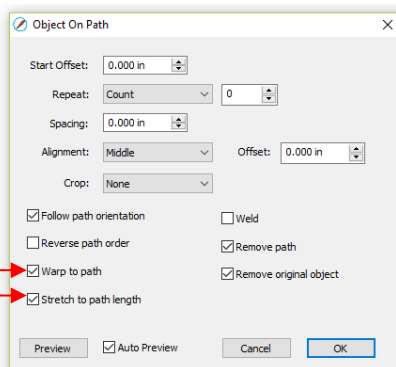 Object On Path
Start Offset: 0.000 in
Repeat: Count 0
Spacing: 0.000 in
Alignment: Middle Offset: 0.000 in
Crop: None
Follow path orientation Weld
Reverse path order Remove path
Warp to path Remove original object
Stretch to path length
Preview Auto Preview Cancel OK